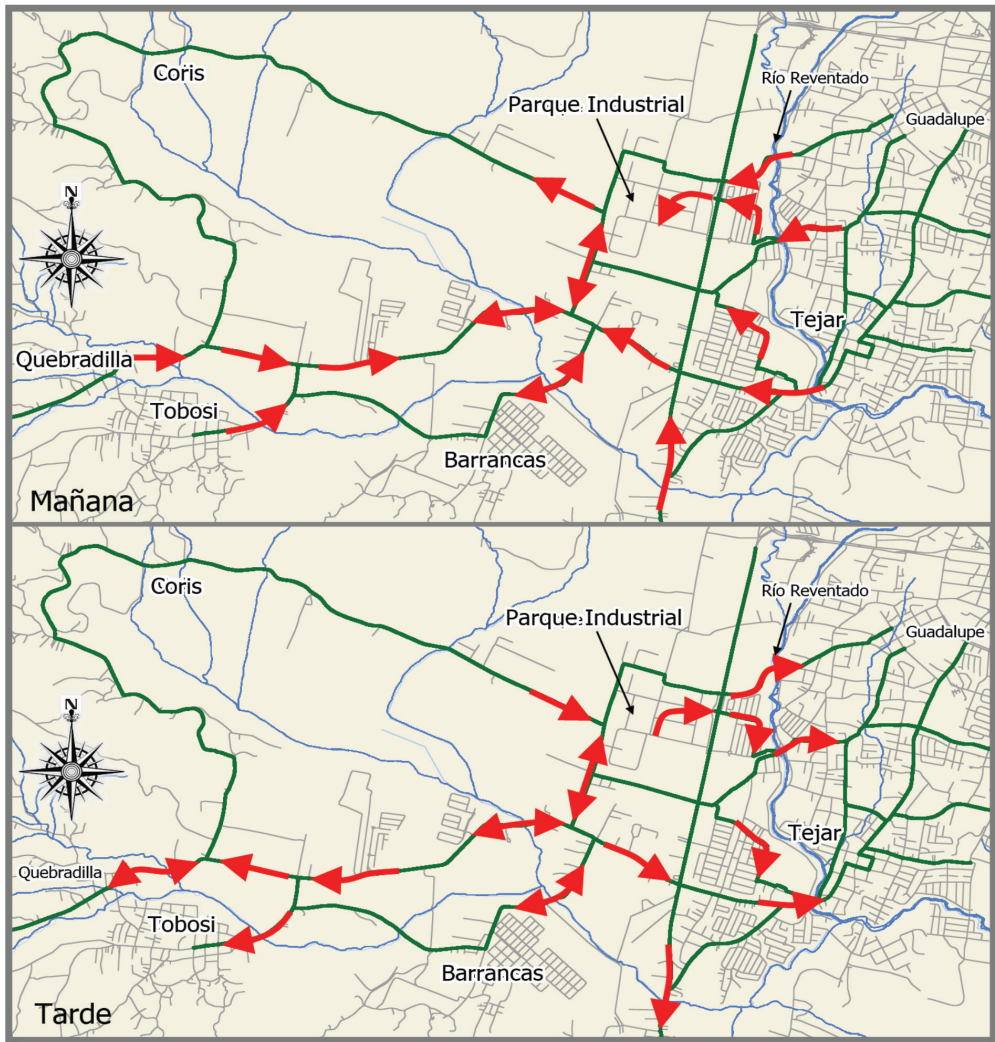 Coris
Río Reventado
Parque Industrial
Guadalupe
N
Tejar
Quebradilla
Tobosi
Barrancas
Mañana
Coris
Río Reventado
Parque Industrial
Guadalupe
N
Tejar
Quebradilla
Tobosi
Barrancas
Tarde